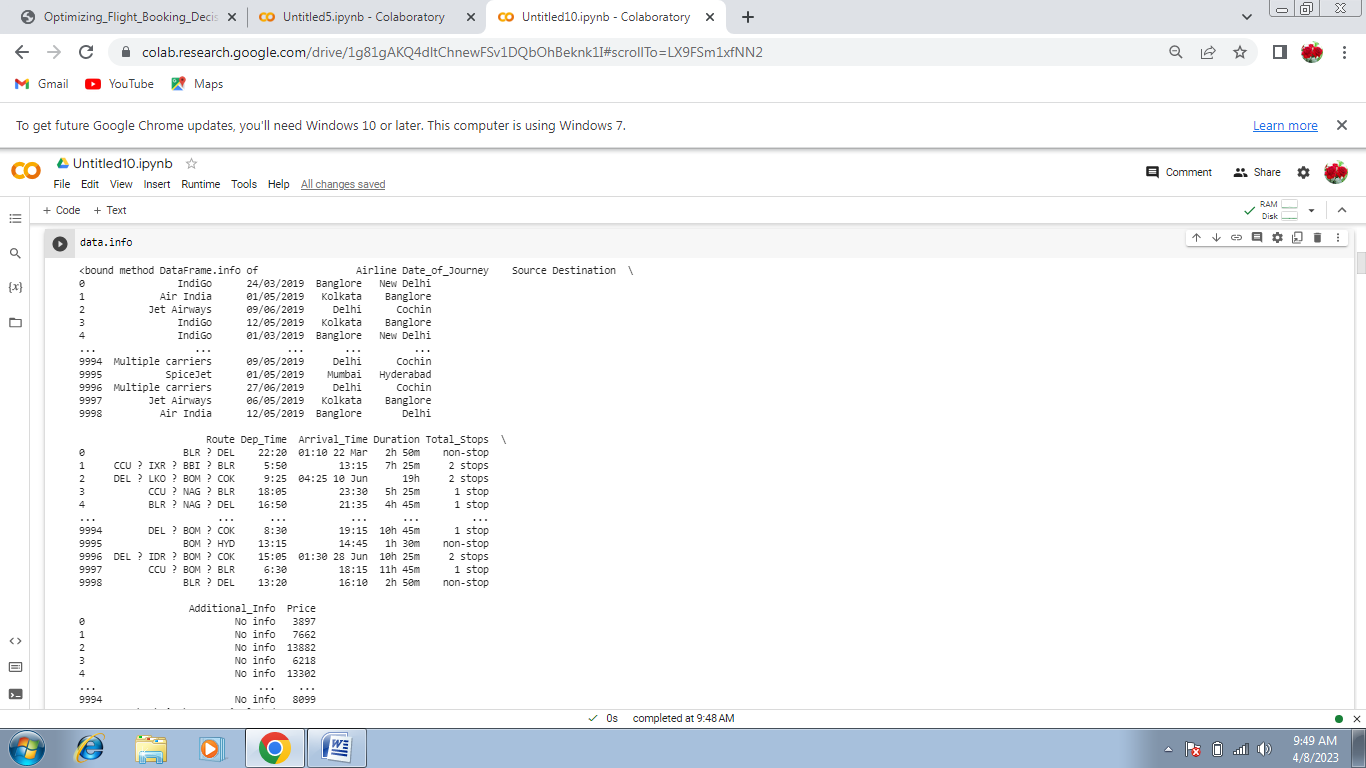 Optimizing_Flight_Booking_Decis
Untitled5.ipynb - Colaboratory
Untitled10.ipynb - Colaboratory
colab.research.google.com/drive/1g81gAKQ4dltChnewFSv1DQbOhBeknk1I#scrollTo=LX9FSm1xfNN2
Gmail YouTube Maps
To get future Google Chrome updates, you'll need Windows 10 or later. This computer is using Windows 7. Learn more
Untitled10.ipynb
Comment Share
File Edit View Insert Runtime Tools Help All changes saved
+ Code + Text RAM
Disk
data.info
<bound method DataFrame.info of Airline Date_of_Journey Source Destination \
0 IndiGo 24/03/2019 Banglore New Delhi
1 Air India 01/05/2019 Kolkata Banglore
2 Jet Airways 09/06/2019 Delhi Cochin
3 IndiGo 12/05/2019 Kolkata Banglore
4 IndiGo 01/03/2019 Banglore New Delhi
... ... ... ... ...
9994 Multiple carriers 09/05/2019 Delhi Cochin
9995 SpiceJet 01/05/2019 Mumbai Hyderabad
9996 Multiple carriers 27/06/2019 Delhi Cochin
9997 Jet Airways 06/05/2019 Kolkata Banglore
9998 Air India 12/05/2019 Banglore Delhi
Route Dep_Time Arrival_Time Duration Total_Stops \
0 BLR ? DEL 22:20 01:10 22 Mar 2h 50m non-stop
1 CCU ? IXR ? BBI ? BLR 5:50 13:15 7h 25m 2 stops
2 DEL ? LKO ? BOM ? COK 9:25 04:25 10 Jun 19h 2 stops
3 CCU ? NAG ? BLR 18:05 23:30 5h 25m 1 stop
4 BLR ? NAG ? DEL 16:50 21:35 4h 45m 1 stop
... ... ... ... ... ...
9994 DEL ? BOM ? COK 8:30 19:15 10h 45m 1 stop
9995 BOM ? HYD 13:15 14:45 1h 30m non-stop
9996 DEL ? IDR ? BOM ? COK 15:05 01:30 28 Jun 10h 25m 2 stops
9997 CCU ? BOM ? BLR 6:30 18:15 11h 45m 1 stop
9998 BLR ? DEL 13:20 16:10 2h 50m non-stop
Additional_Info Price
0 No info 3897
1 No info 7662
2 No info 13882
3 No info 6218
4 No info 13302
... ... ...
9994 No info 8099
0s completed at 9:48 AM
9:49 AM
4/8/2023